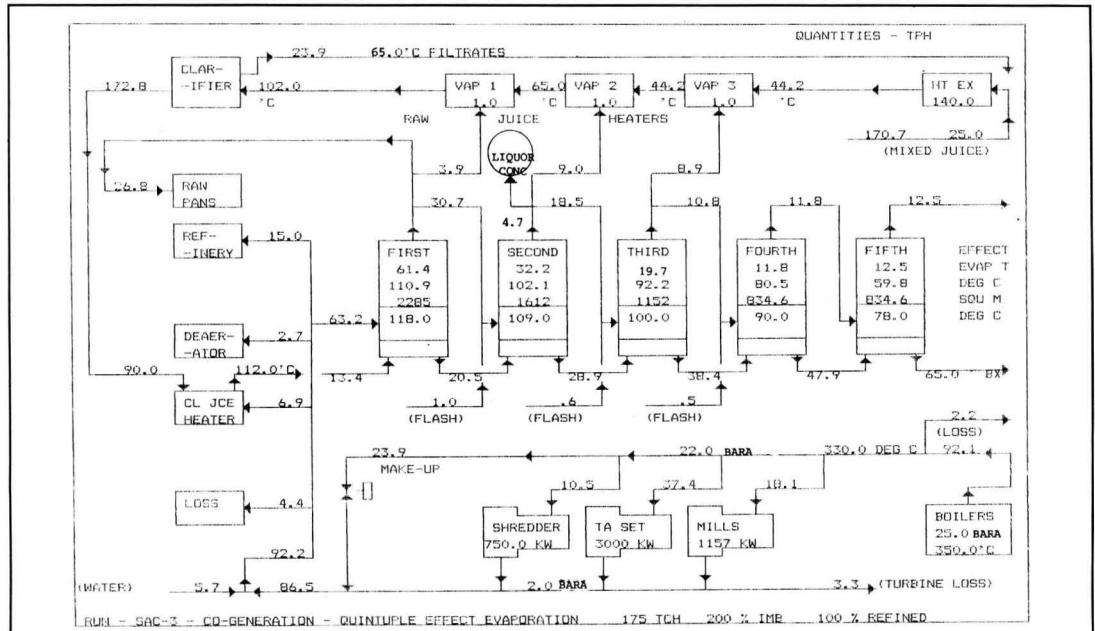 QUANTITIES - TPH
23.9 65.0°C FILTRATES
CLAR-
-IFIER
172.8
102.0
°C
VAP 1
1.0
65.0
°C
VAP 2
1.0
44.2
°C
VAP 3
1.0
44.2
°C
HT EX
140.0
RAW JUICE HEATERS
170.7 25.0
(MIXED JUICE)
LIQUOR
CONC
3.9
9.0
8.9
26.8
RAW
PANS
30.7
18.5
10.8
11.8
12.5
4.7
REF-
-INERY
15.0
FIRST
61.4
110.9
2285
118.0
SECOND
32.2
102.1
1612
109.0
THIRD
19.7
92.2
1152
100.0
FOURTH
11.8
80.5
834.6
90.0
FIFTH
12.5
59.8
834.6
78.0
EFFECT
EVAP T
DEG C
SQU M
DEG C
63.2
DEAER-
-ATOR
2.7
90.0
112.0°C
13.4
20.5
28.9
38.4
47.9
65.0 BX
CL JCE
HEATER
6.9
1.0
(FLASH)
.6
(FLASH)
.5
(FLASH)
2.2
(LOSS)
23.9
22.0 BARA
330.0 DEG C
92.1
MAKE-UP
10.5
37.4
18.1
LOSS
4.4
SHREDDER
750.0 KW
TA SET
3000 KW
MILLS
1157 KW
BOILERS
25.0 BARA
350.0°C
92.2
(WATER)
5.7
86.5
2.0 BARA
3.3
(TURBINE LOSS)
RUN - SAC-3 - CO-GENERATION - QUINTUPLE EFFECT EVAPORATION 175 TCH 200 % IMB 100 % REFINED